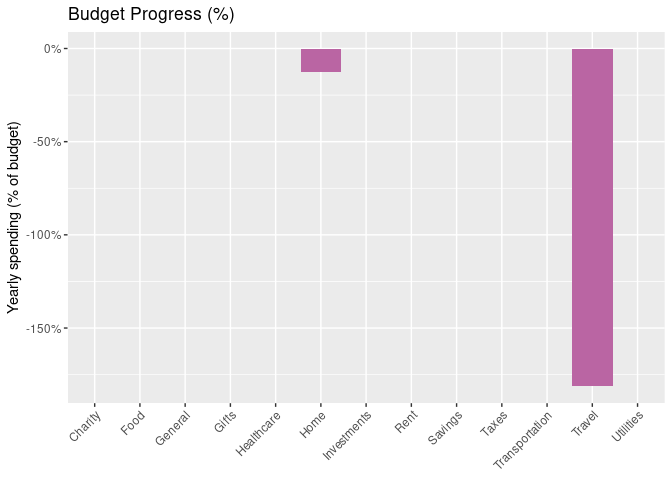 Budget Progress (%)
Yearly spending (% of budget)
0%
-50%
-100%
-150%
Charity
Food
General
Gifts
Healthcare
Home
Investments
Rent
Savings
Taxes
Transportation
Travel
Utilities